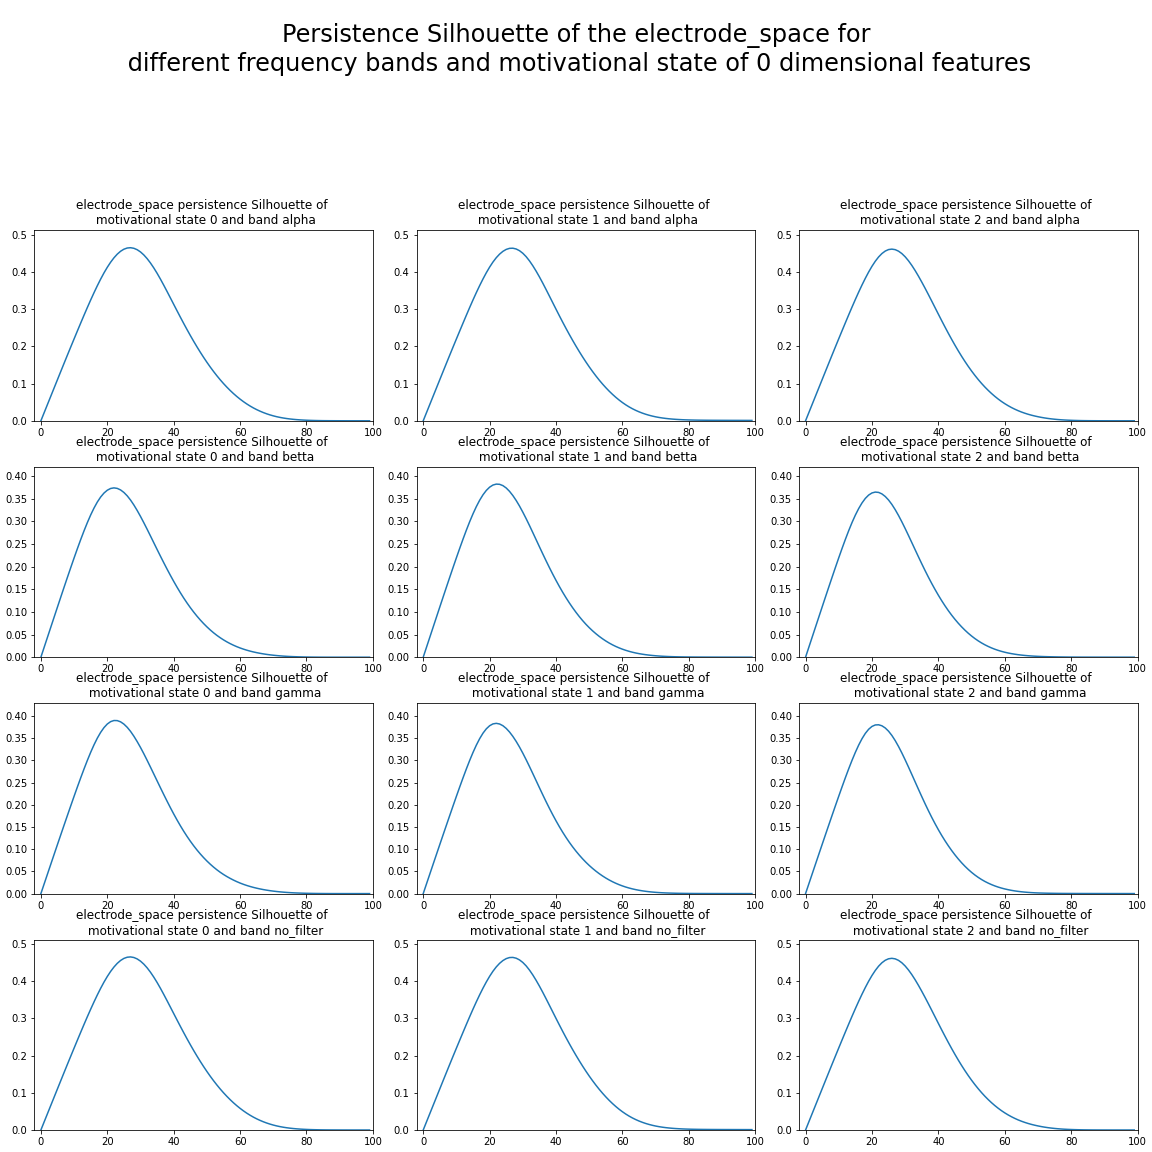 Persistence Silhouette of the electrode_space for
different frequency bands and motivational state of 0 dimensional features
electrode_space persistence Silhouette of
motivational state 0 and band alpha
0.5
0.4
0.3
0.2
0.1
0.0
0 20 40 60 80 100
electrode_space persistence Silhouette of
motivational state 1 and band alpha
0.5
0.4
0.3
0.2
0.1
0.0
0 20 40 60 80 100
electrode_space persistence Silhouette of
motivational state 2 and band alpha
0.5
0.4
0.3
0.2
0.1
0.0
0 20 40 60 80 100
electrode_space persistence Silhouette of
motivational state 0 and band betta
0.40
0.35
0.30
0.25
0.20
0.15
0.10
0.05
0.00
0 20 40 60 80 100
electrode_space persistence Silhouette of
motivational state 1 and band betta
0.40
0.35
0.30
0.25
0.20
0.15
0.10
0.05
0.00
0 20 40 60 80 100
electrode_space persistence Silhouette of
motivational state 2 and band betta
0.40
0.35
0.30
0.25
0.20
0.15
0.10
0.05
0.00
0 20 40 60 80 100
electrode_space persistence Silhouette of
motivational state 0 and band gamma
0.40
0.35
0.30
0.25
0.20
0.15
0.10
0.05
0.00
0 20 40 60 80 100
electrode_space persistence Silhouette of
motivational state 1 and band gamma
0.40
0.35
0.30
0.25
0.20
0.15
0.10
0.05
0.00
0 20 40 60 80 100
electrode_space persistence Silhouette of
motivational state 2 and band gamma
0.40
0.35
0.30
0.25
0.20
0.15
0.10
0.05
0.00
0 20 40 60 80 100
electrode_space persistence Silhouette of
motivational state 0 and band no_filter
0.5
0.4
0.3
0.2
0.1
0.0
0 20 40 60 80 100
electrode_space persistence Silhouette of
motivational state 1 and band no_filter
0.5
0.4
0.3
0.2
0.1
0.0
0 20 40 60 80 100
electrode_space persistence Silhouette of
motivational state 2 and band no_filter
0.5
0.4
0.3
0.2
0.1
0.0
0 20 40 60 80 100